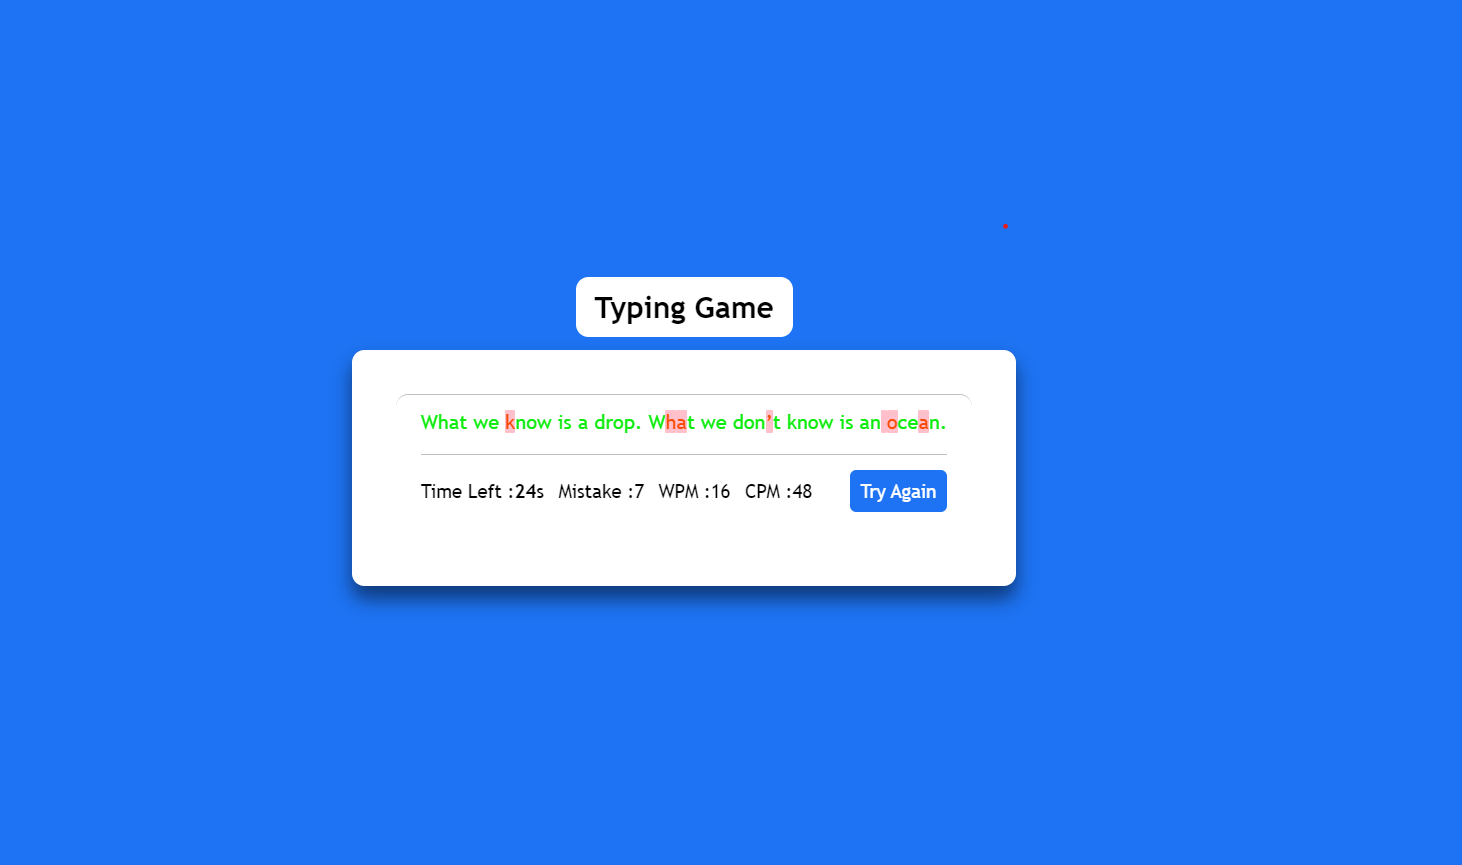 Typing Game
What we know is a drop. What we don’t know is an ocean.
Time Left :24s Mistake :7 WPM :16 CPM :48 Try Again